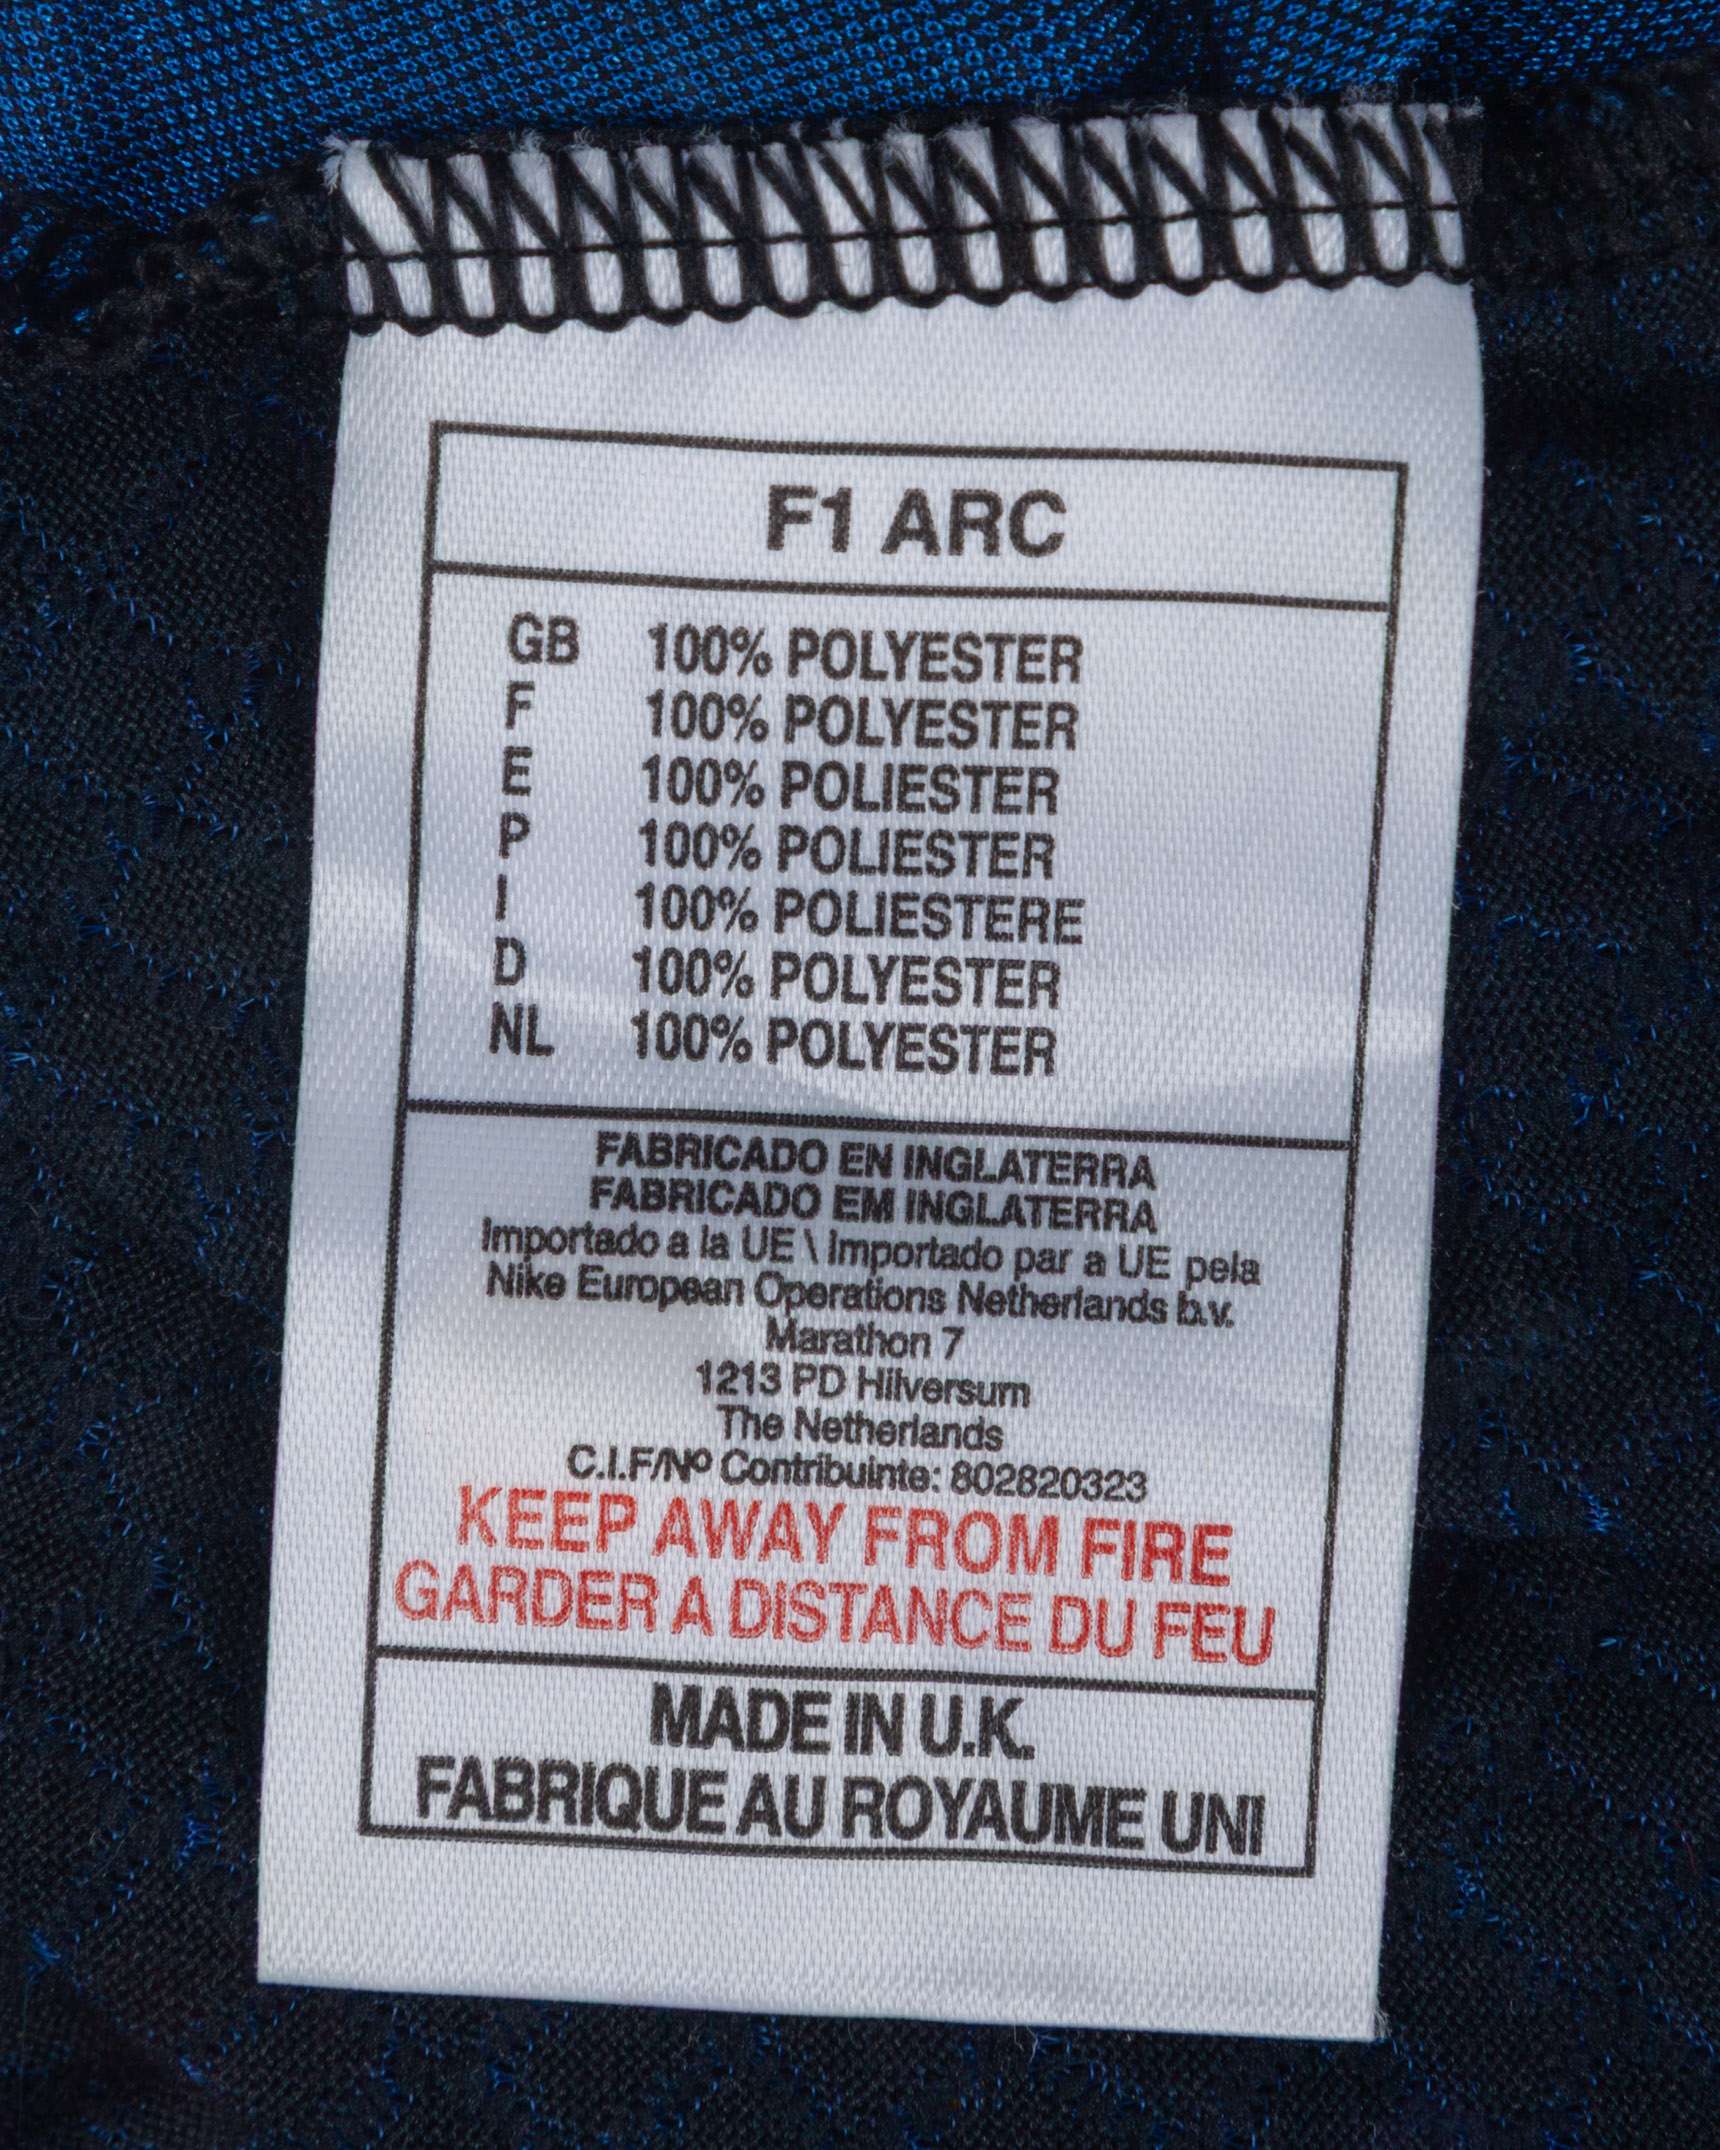 F1 ARC
GB 100% POLYESTER
F 100% POLYESTER
E 100% POLIESTER
P 100% POLIESTER
I 100% POLIESTERE
D 100% POLYESTER
NL 100% POLYESTER
FABRICADO EN INGLATERRA
FABRICADO EM INGLATERRA
Importado a la UE \ Importado par a UE pela
Nike European Operations Netherlands b.v.
Marathon 7
1213 PD Hilversum
The Netherlands
C.I.F/Nº Contribuinte: 802820323
KEEP AWAY FROM FIRE
GARDER A DISTANCE DU FEU
MADE IN U.K.
FABRIQUE AU ROYAUME UNI